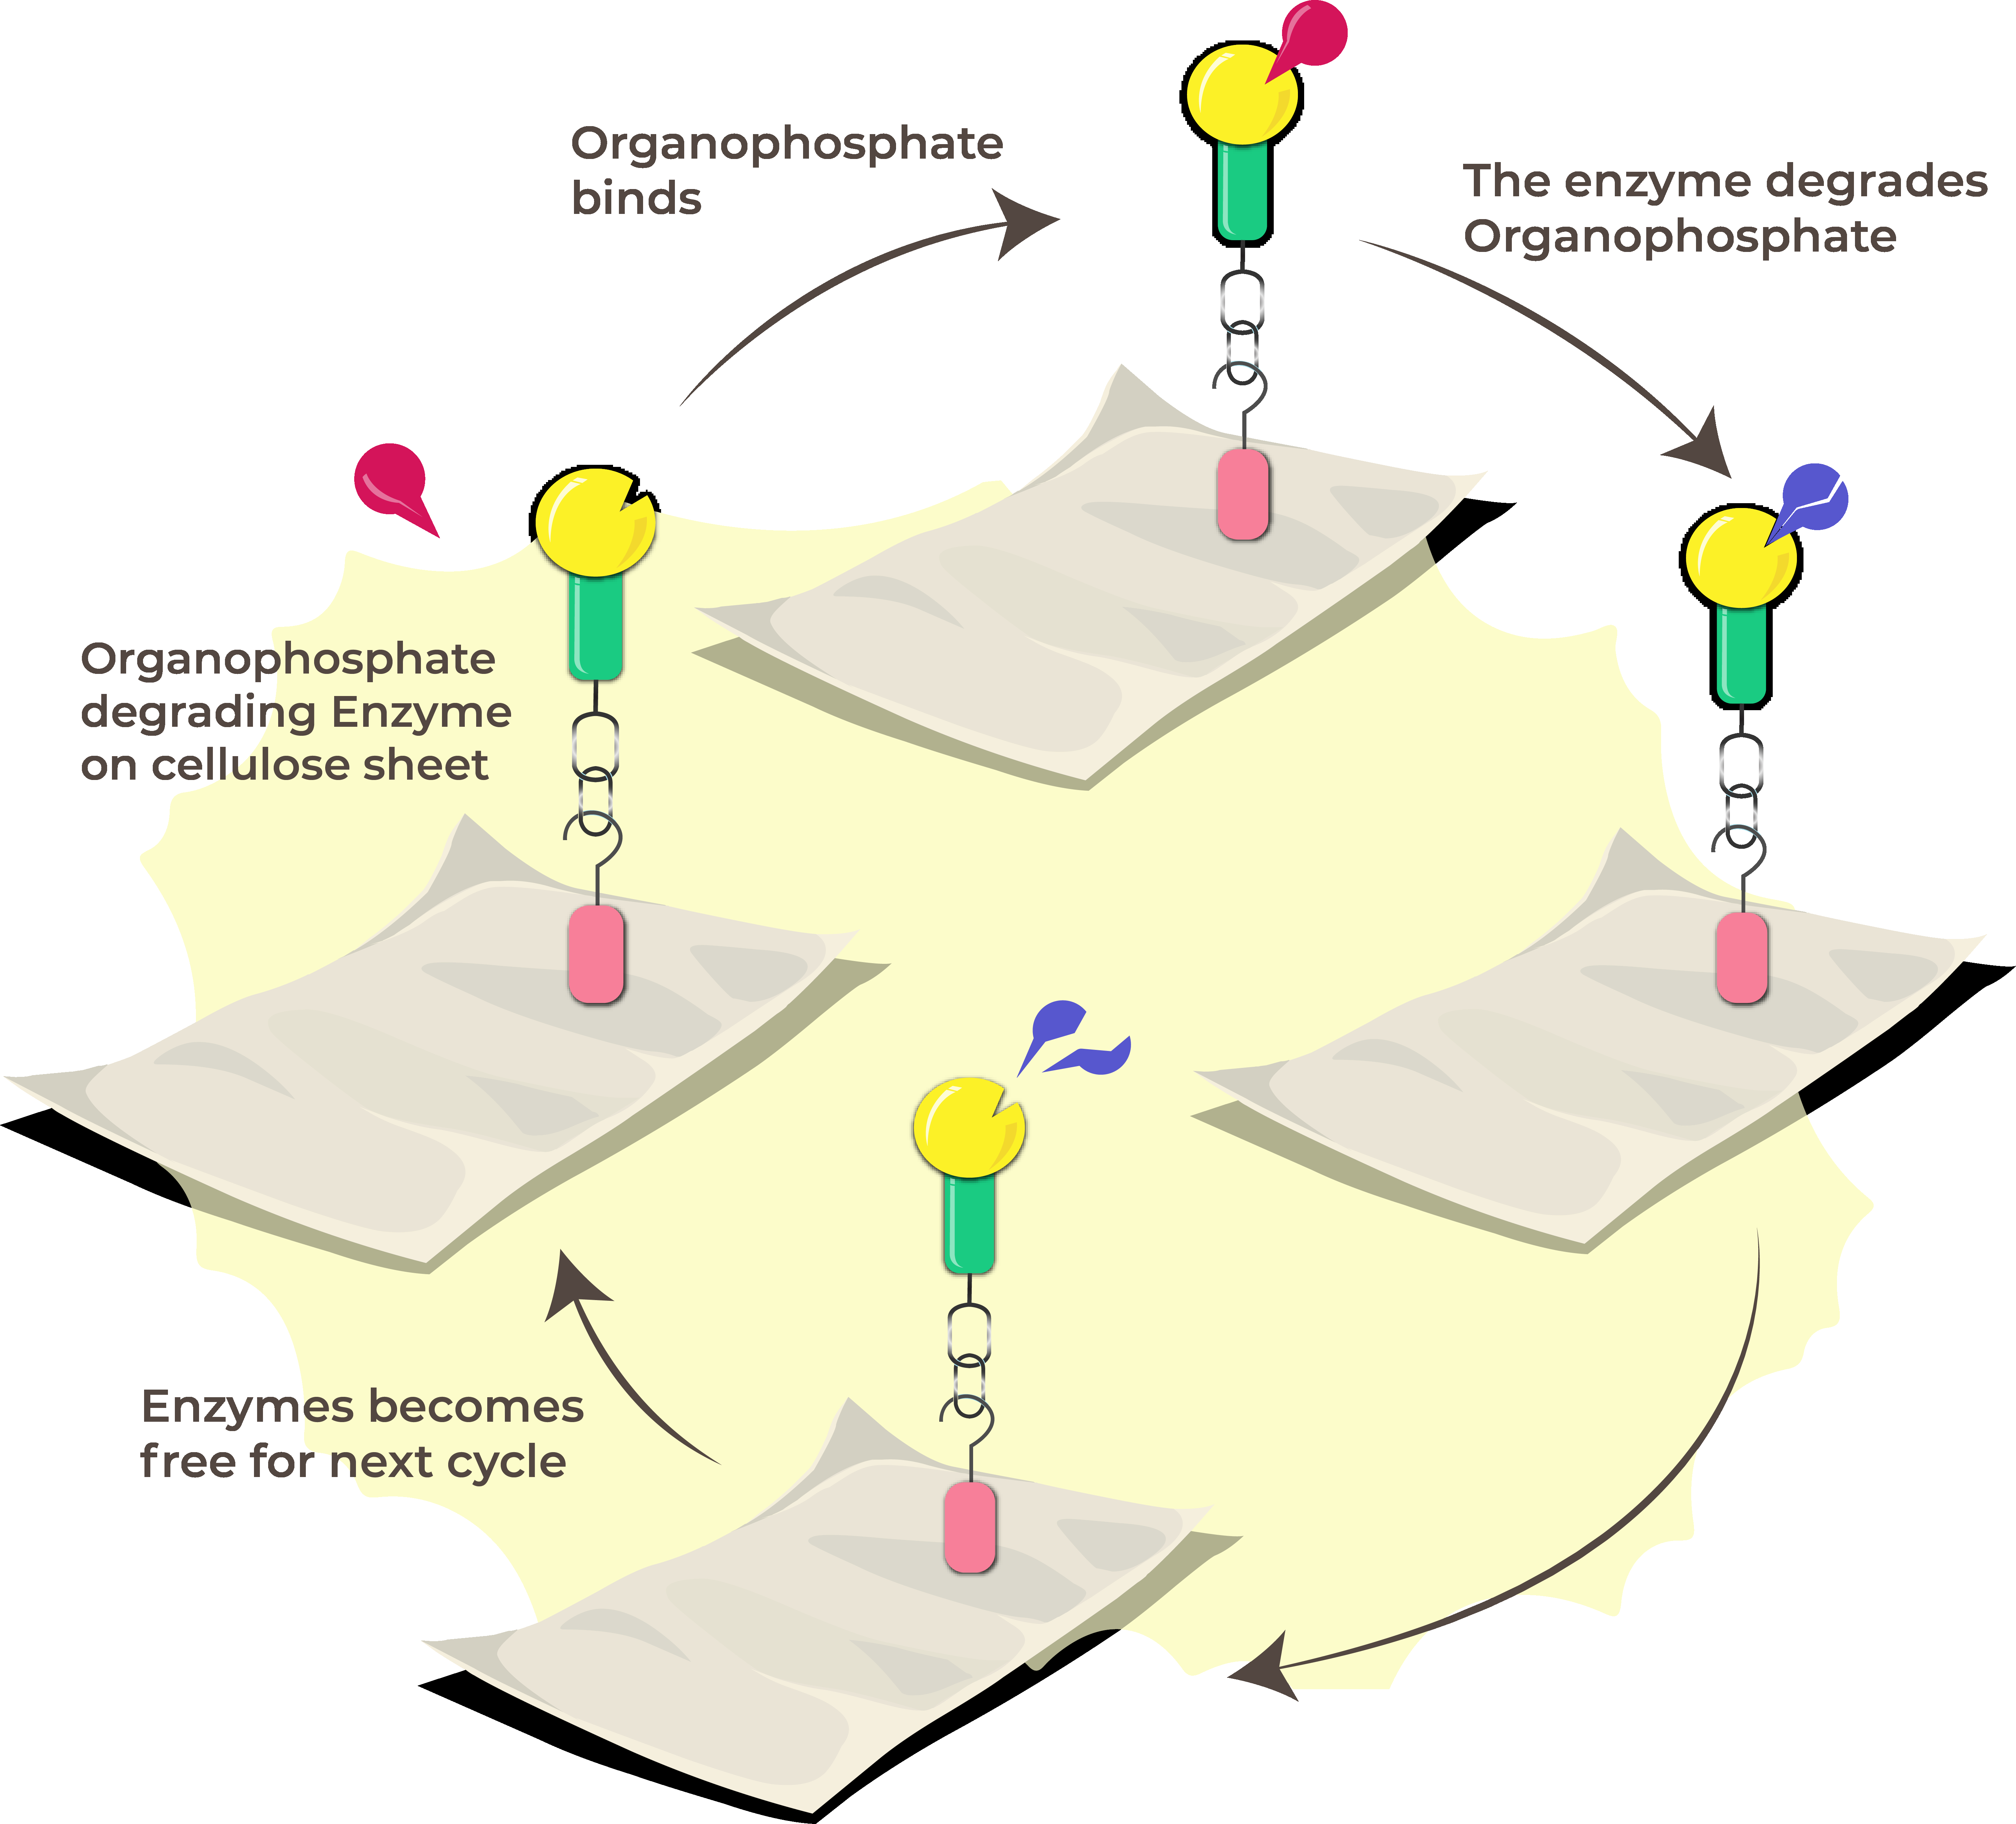 Organophosphate
binds
The enzyme degrades
Organophosphate
Organophosphate
degrading Enzyme
on cellulose sheet
Enzymes becomes
free for next cycle